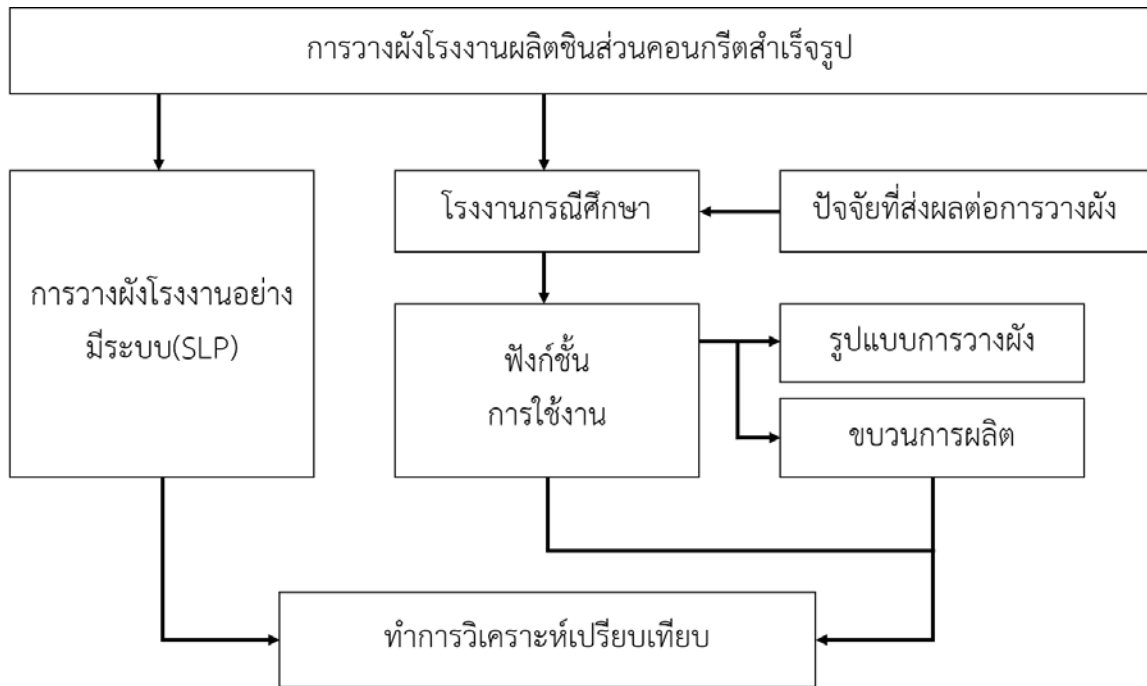 การวางผังโรงงานผลิตชินส่วนคอนกรีตสำเร็จรูป
โรงงานกรณีศึกษา
ปัจจัยที่ส่งผลต่อการวางผัง
การวางผังโรงงานอย่าง
มีระบบ(SLP)
ฟังก์ชั้น
การใช้งาน
รูปแบบการวางผัง
ขบวนการผลิต
ทำการวิเคราะห์เปรียบเทียบ